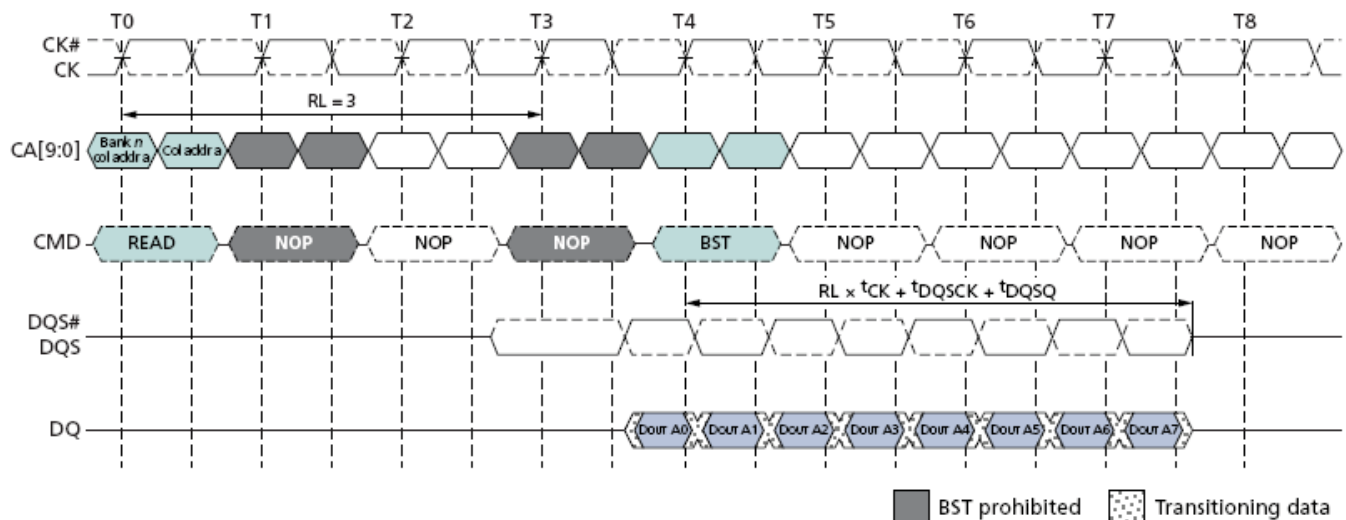 T0 T1 T2 T3 T4 T5 T6 T7 T8
CK#
CK
RL = 3
CA[9:0] Bank n col addr a Col addr a
CMD READ NOP NOP NOP BST NOP NOP NOP NOP
RL × tCK + tDQSCK + tDQSQ
DQS#
DQS
DQ DOUT A0 DOUT A1 DOUT A2 DOUT A3 DOUT A4 DOUT A5 DOUT A6 DOUT A7
BST prohibited Transitioning data